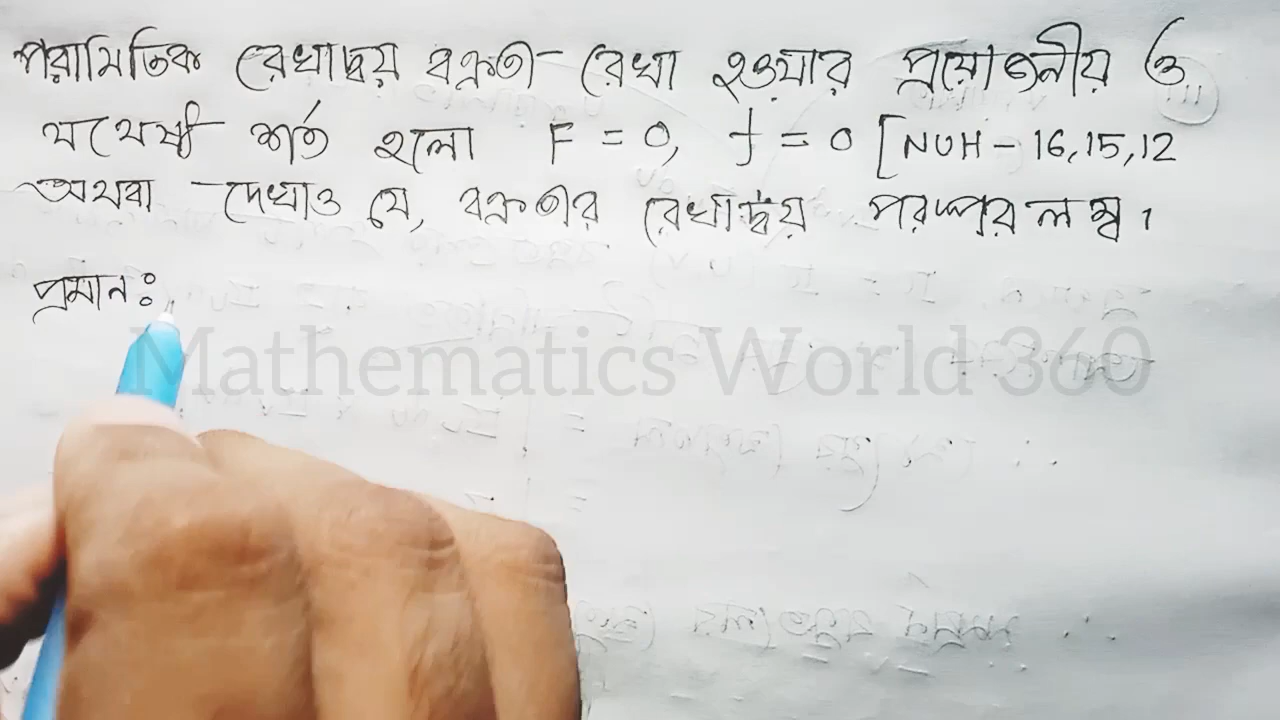 পরামিতিক রেখাদ্বয় বক্রতা রেখা হওয়ার প্রয়োজনীয় ও
যথেষ্ট শর্ত হলো F = 0, f = 0 [NUH - 16, 15, 12
অথবা দেখাও যে, বক্রতার রেখাদ্বয় পরস্পর লম্ব।
প্রমানঃ
Mathematics World 360